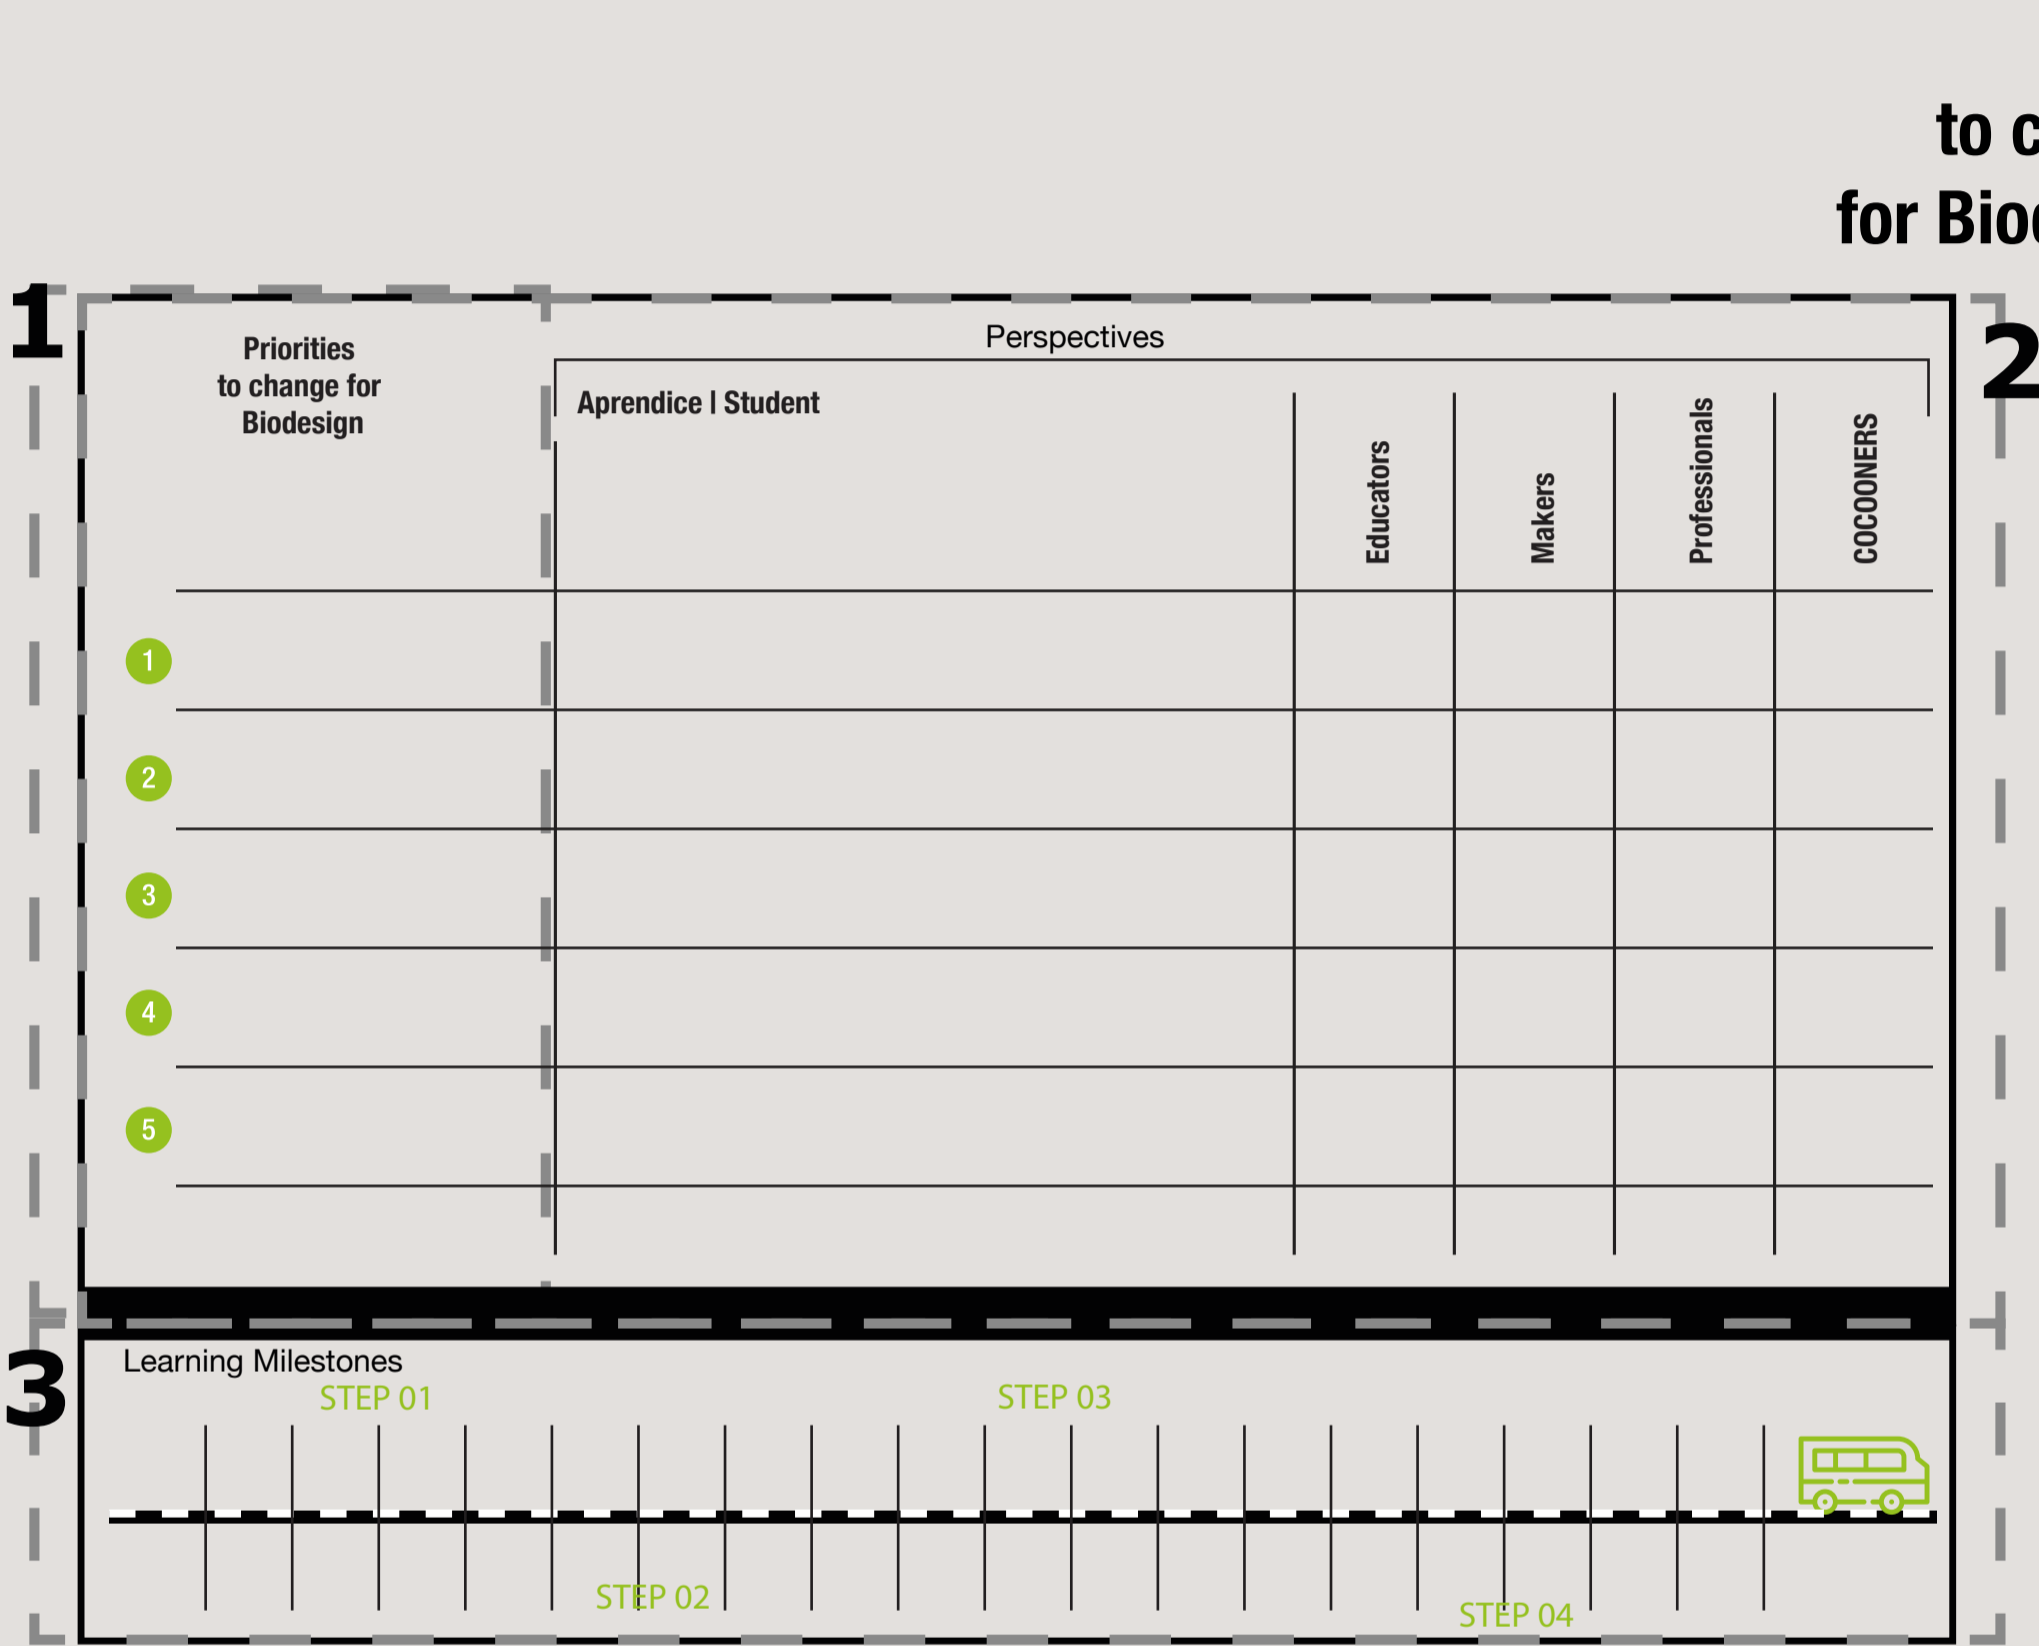 to c
for Biod
1
2
Priorities
to change for
Biodesign
Perspectives
Aprendice | Student
Educators
Makers
Professionals
COCOONERS
1
2
3
4
5
3
Learning Milestones
STEP 01
STEP 03
STEP 02
STEP 04